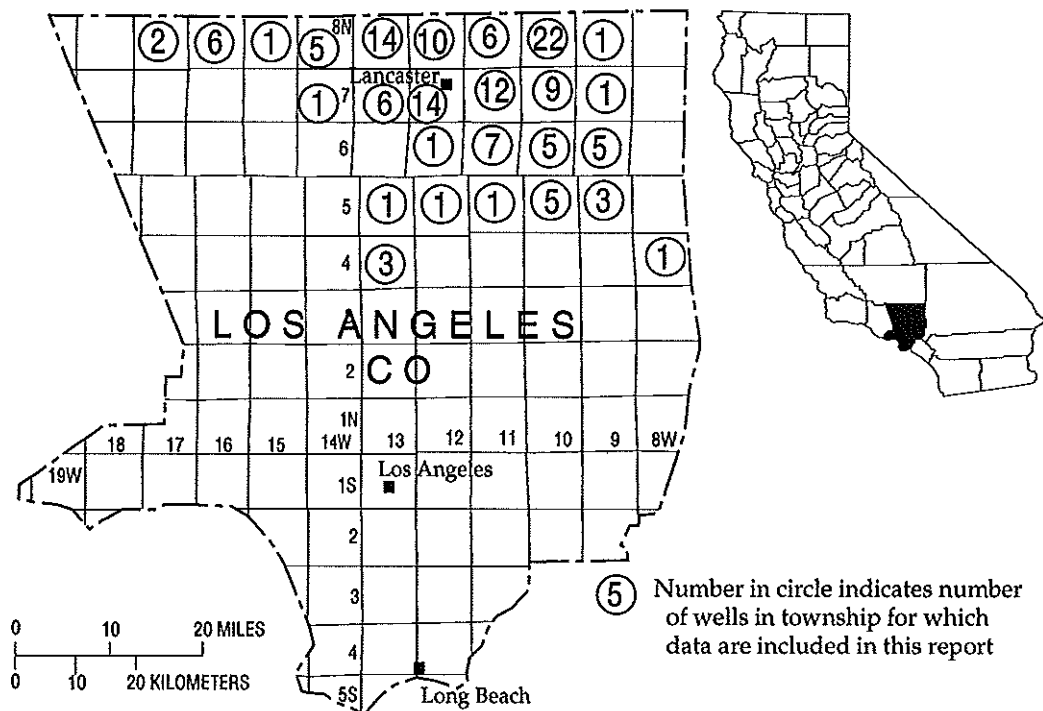 8N
2 6 1 5 14 10 6 22 1
Lancaster
1 7 6 14 12 9 1
6 1 7 5 5
5 1 1 1 5 3
4 3 1
LOS ANGELES
2 CO
1N
19W 18 17 16 15 14W 13 12 11 10 9 8W
Los Angeles
1S
2
3
4
5S
Long Beach
0 10 20 MILES
0 10 20 KILOMETERS
5 Number in circle indicates number
of wells in township for which
data are included in this report